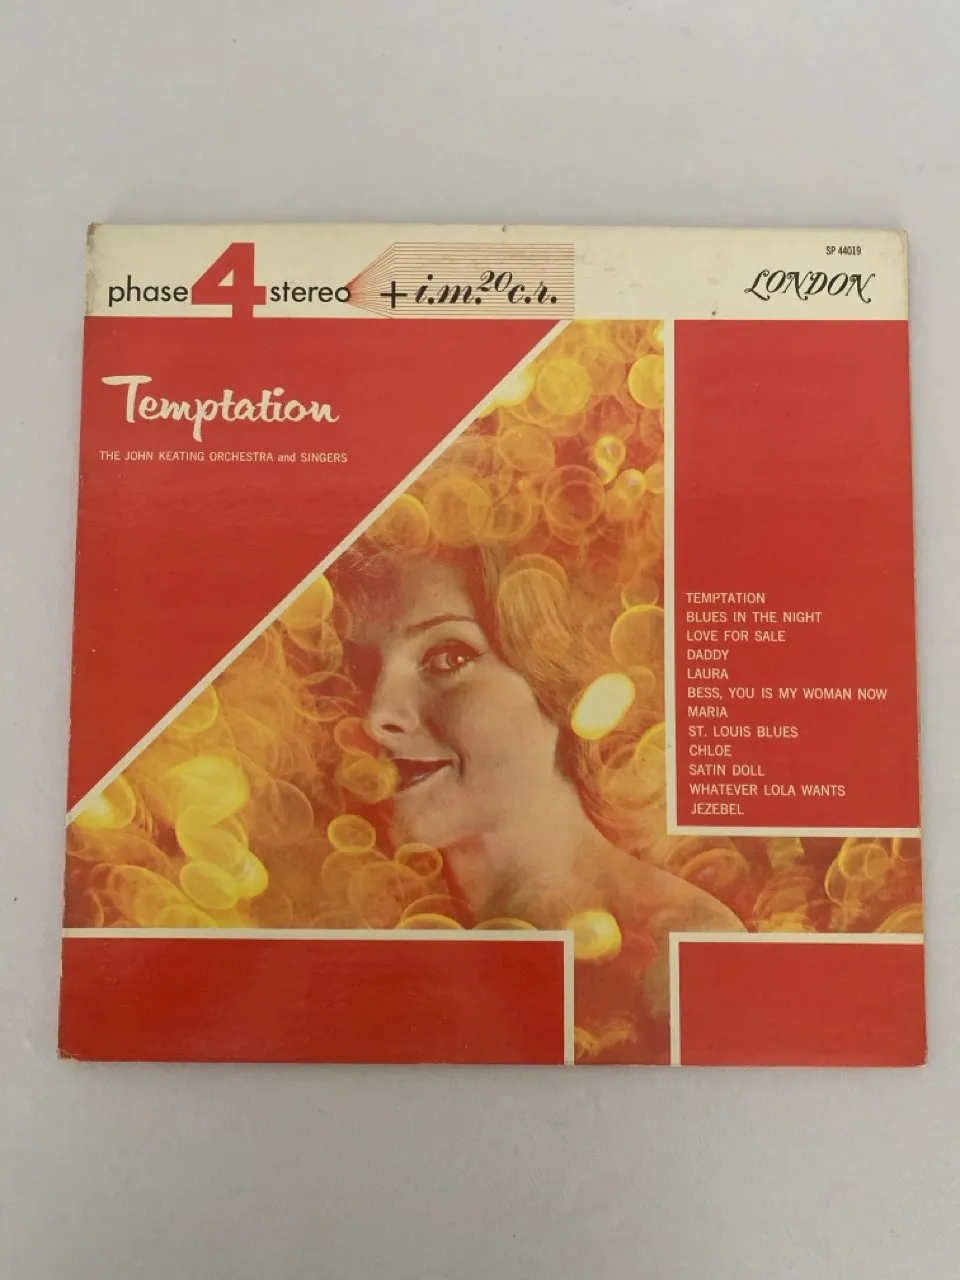 SP 44019
phase 4 stereo + i.m. 20 c.r.
LONDON
Temptation
THE JOHN KEATING ORCHESTRA and SINGERS
TEMPTATION
BLUES IN THE NIGHT
LOVE FOR SALE
DADDY
LAURA
BESS, YOU IS MY WOMAN NOW
MARIA
ST. LOUIS BLUES
CHLOE
SATIN DOLL
WHATEVER LOLA WANTS
JEZEBEL